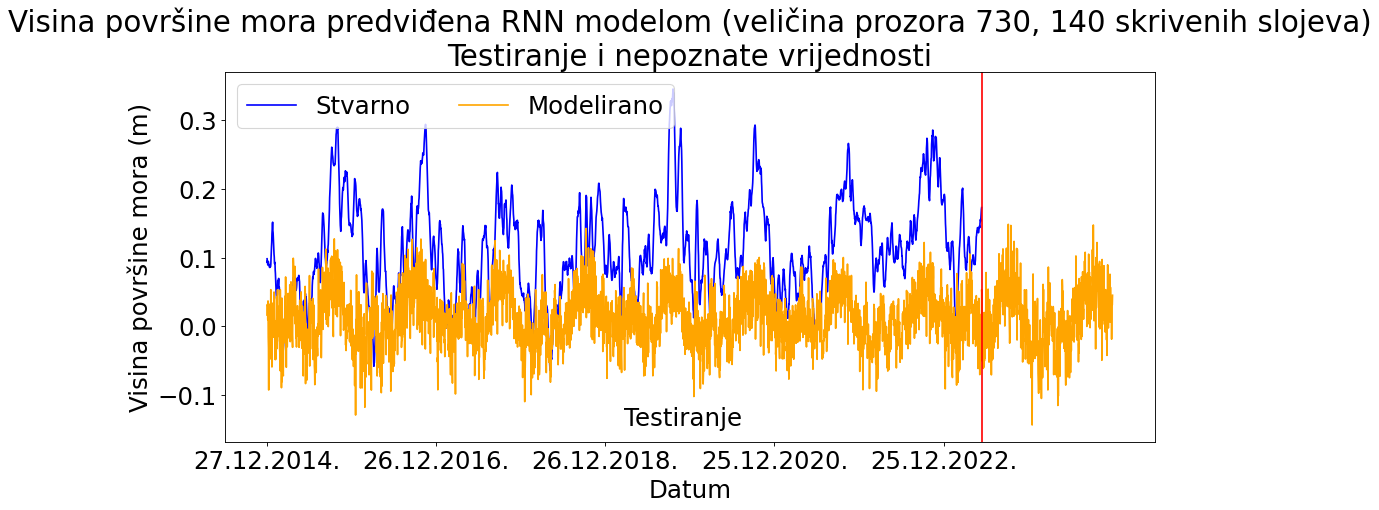 Visina površine mora predviđena RNN modelom (veličina prozora 730, 140 skrivenih slojeva)
Testiranje i nepoznate vrijednosti
Stvarno Modelirano
Visina površine mora (m)
0.3
0.2
0.1
0.0
−0.1
Testiranje
27.12.2014. 26.12.2016. 26.12.2018. 25.12.2020. 25.12.2022.
Datum